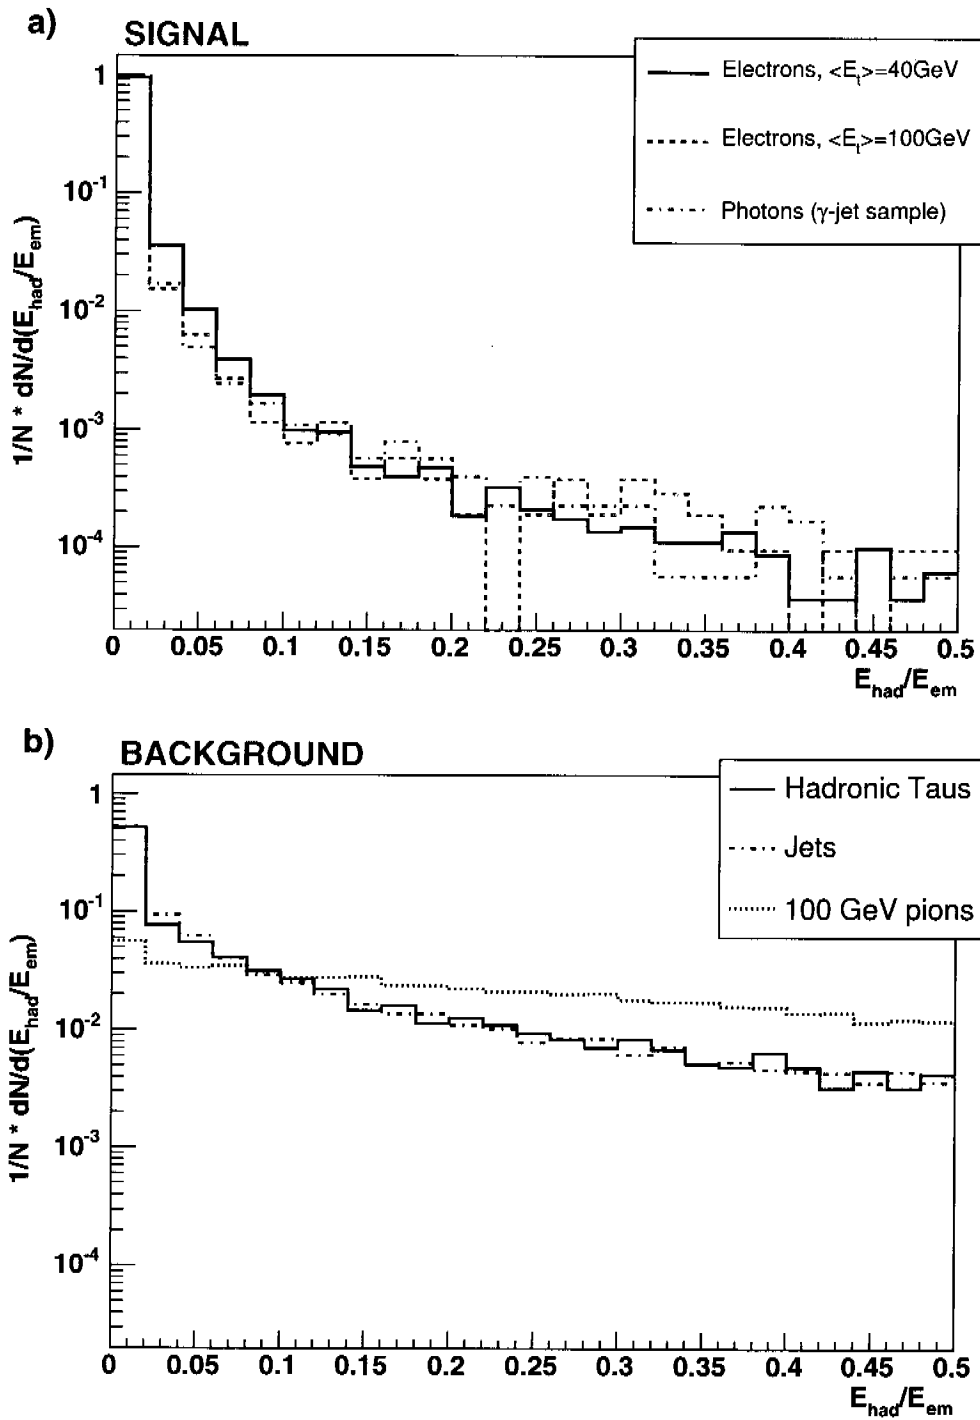 a)
SIGNAL
Electrons, <E_t>=40GeV
Electrons, <E_t>=100GeV
Photons (γ-jet sample)
1/N * dN/d(E_had/E_em)
1
10^-1
10^-2
10^-3
10^-4
0 0.05 0.1 0.15 0.2 0.25 0.3 0.35 0.4 0.45 0.5
E_had/E_em
b)
BACKGROUND
Hadronic Taus
Jets
100 GeV pions
1/N * dN/d(E_had/E_em)
1
10^-1
10^-2
10^-3
10^-4
0 0.05 0.1 0.15 0.2 0.25 0.3 0.35 0.4 0.45 0.5
E_had/E_em